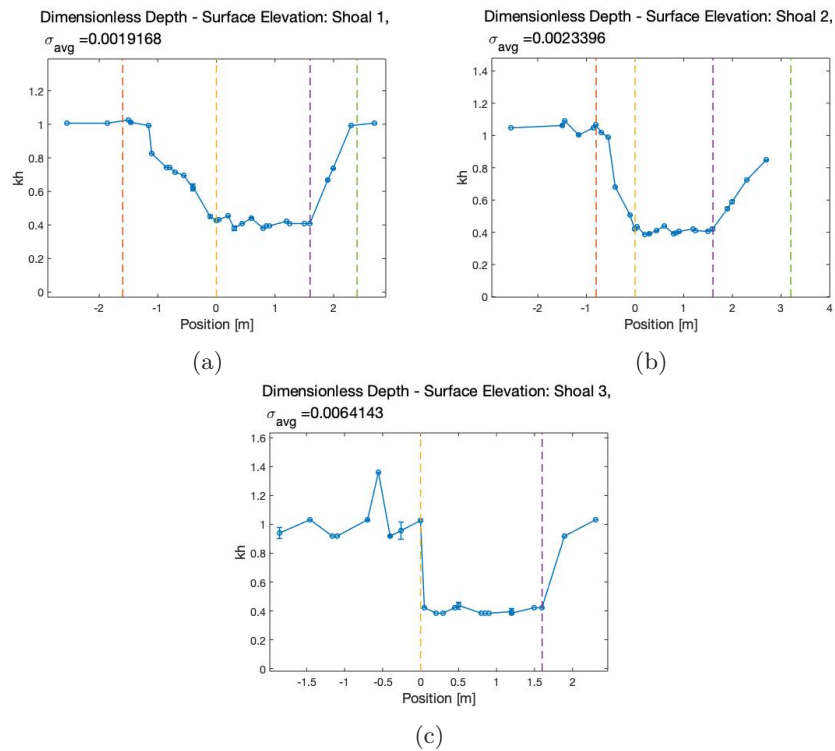 Dimensionless Depth - Surface Elevation: Shoal 1,
σavg =0.0019168
1.2
1
0.8
0.6
0.4
0.2
0
kh
-2
-1
0
1
2
Position [m]
(a)
Dimensionless Depth - Surface Elevation: Shoal 2,
σavg =0.0023396
1.4
1.2
1
0.8
0.6
0.4
0.2
0
kh
-2
-1
0
1
2
3
4
Position [m]
(b)
Dimensionless Depth - Surface Elevation: Shoal 3,
σavg =0.0064143
1.6
1.4
1.2
1
0.8
0.6
0.4
0.2
0
kh
-1.5
-1
-0.5
0
0.5
1
1.5
2
Position [m]
(c)